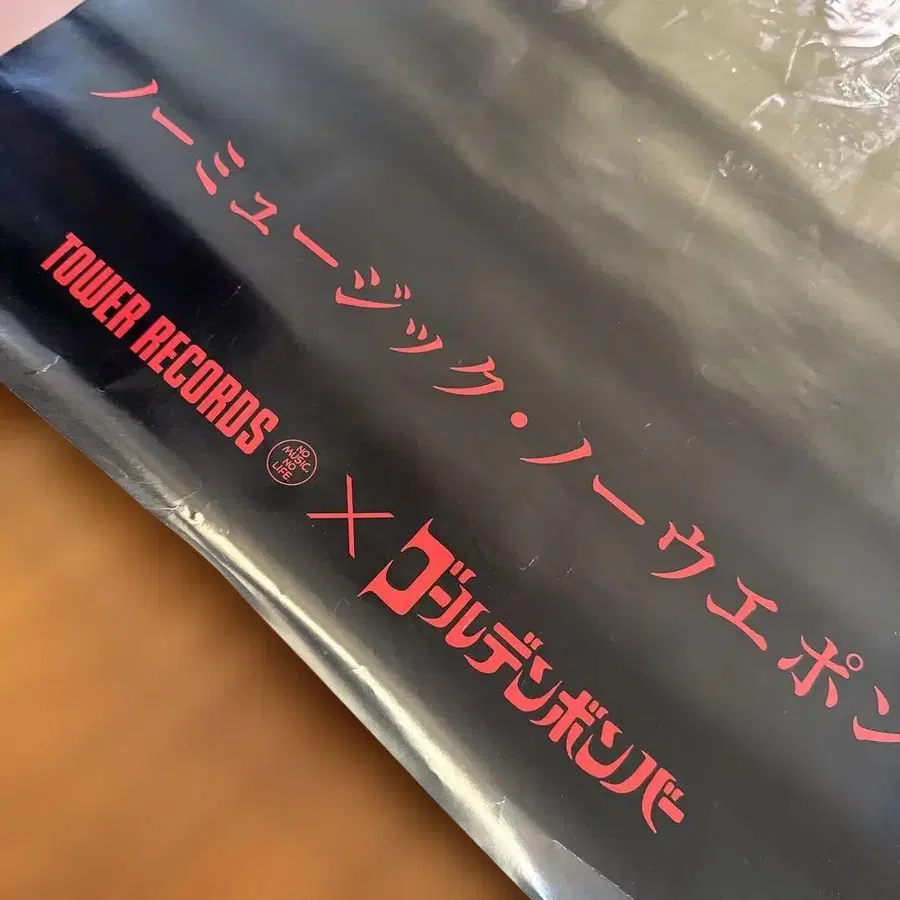 ノーミュージック・ノーウエポン
TOWER RECORDS
NO
MUSIC,
NO
LIFE.
×
ゴールデンボンバー